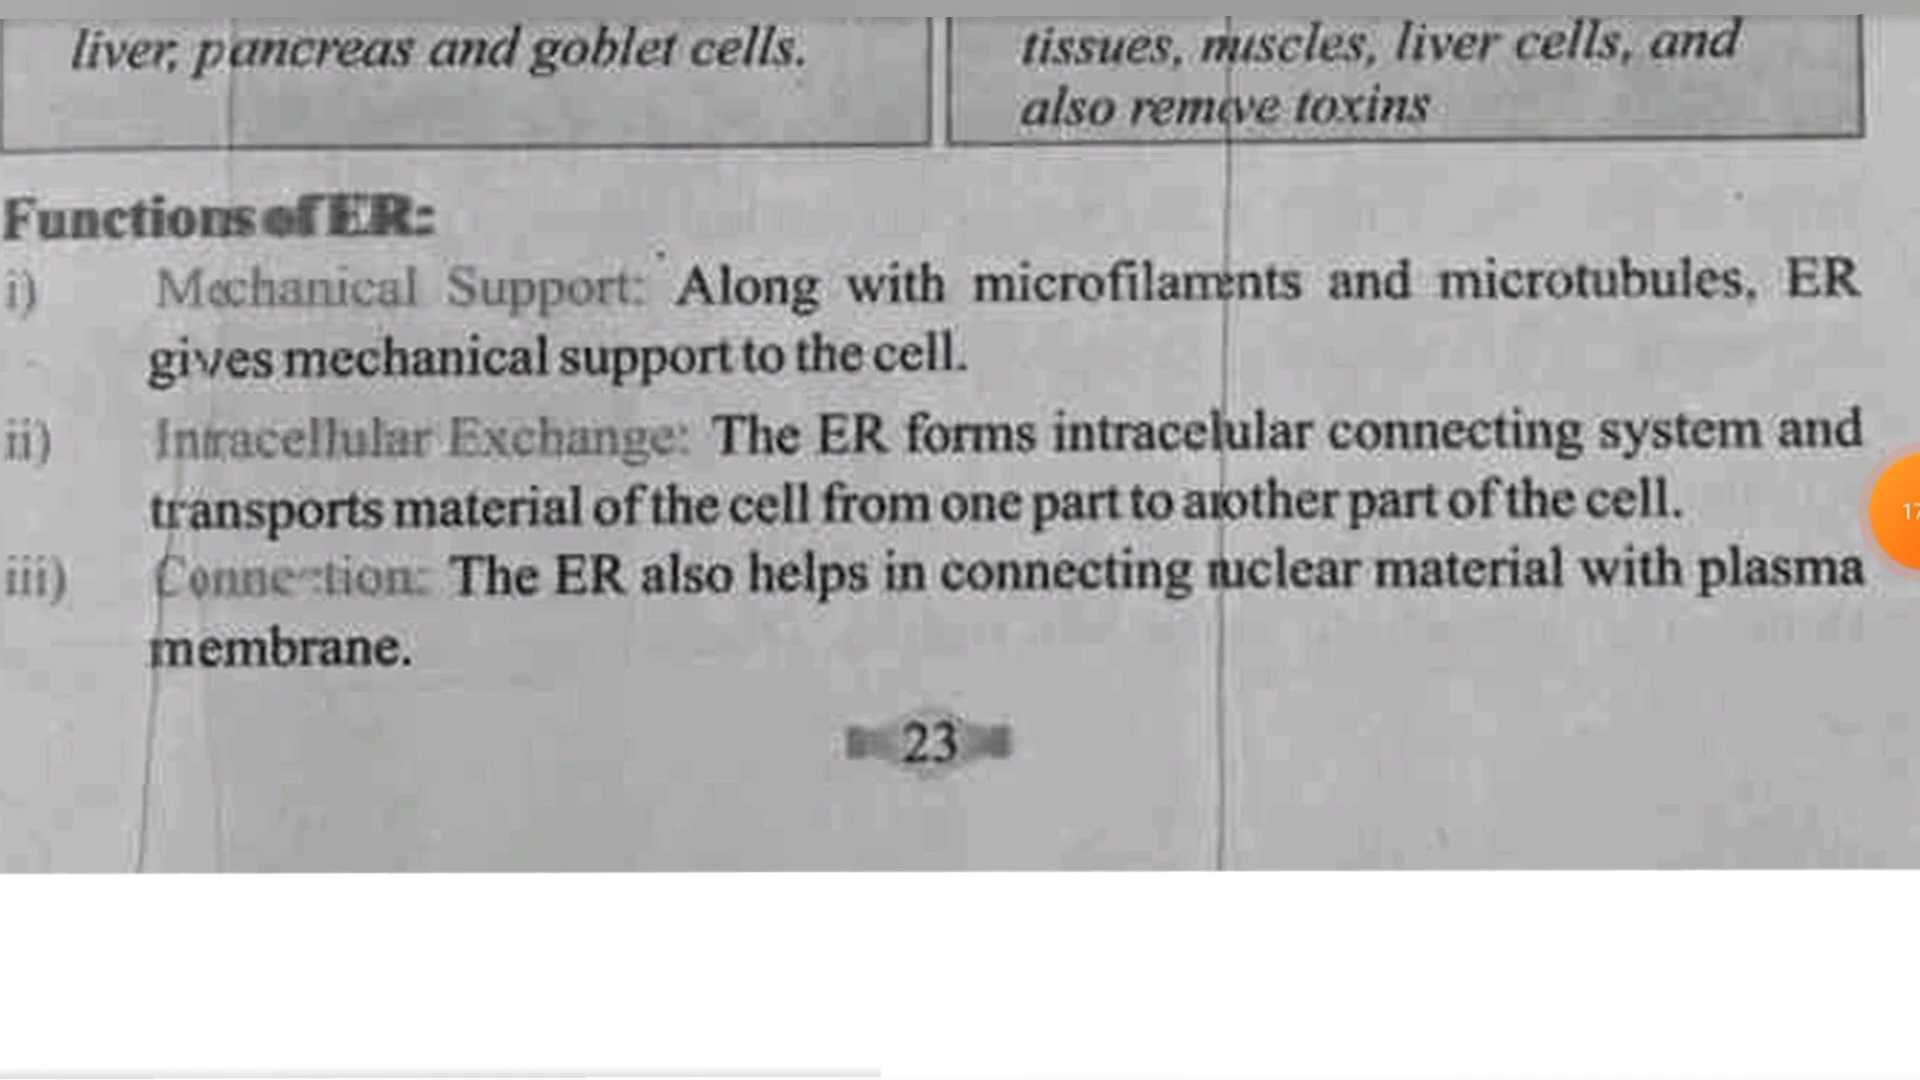 liver, pancreas and goblet cells.
tissues, muscles, liver cells, and
also remove toxins
Functions of ER:
i) Mechanical Support: Along with microfilaments and microtubules, ER
gives mechanical support to the cell.
ii) Intracellular Exchange: The ER forms intracelular connecting system and
transports material of the cell from one part to another part of the cell.
iii) Connection: The ER also helps in connecting nuclear material with plasma
membrane.
23
17